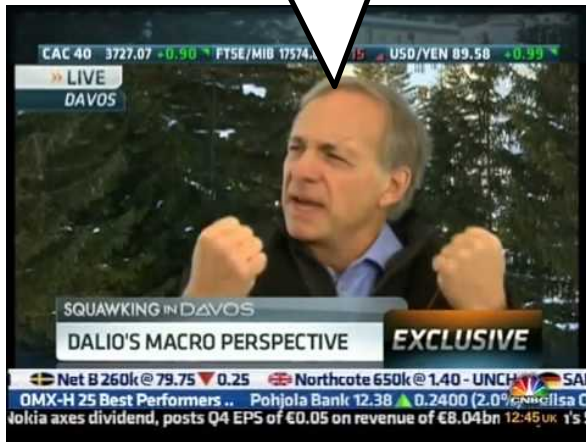 CAC 40 3727.07 +0.90 FTSE/MIB 17574. 15 USD/YEN 89.58 +0.99
» LIVE
DAVOS
SQUAWKING IN DAVOS
DALIO'S MACRO PERSPECTIVE
EXCLUSIVE
Net B 260k @ 79.75 ▼ 0.25 Northcote 650k @ 1.40 - UNCH
OMX-H 25 Best Performers .. Pohjola Bank 12.38 ▲ 0.2400 (2.0%
CNBC
Nokia axes dividend, posts Q4 EPS of €0.05 on revenue of €8.04bn 12:45 UK